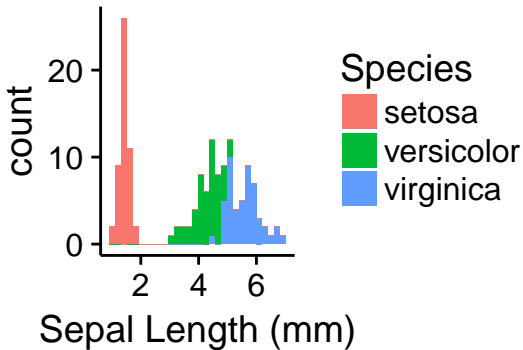 count
20
10
0
2 4 6
Sepal Length (mm)
Species
setosa
versicolor
virginica